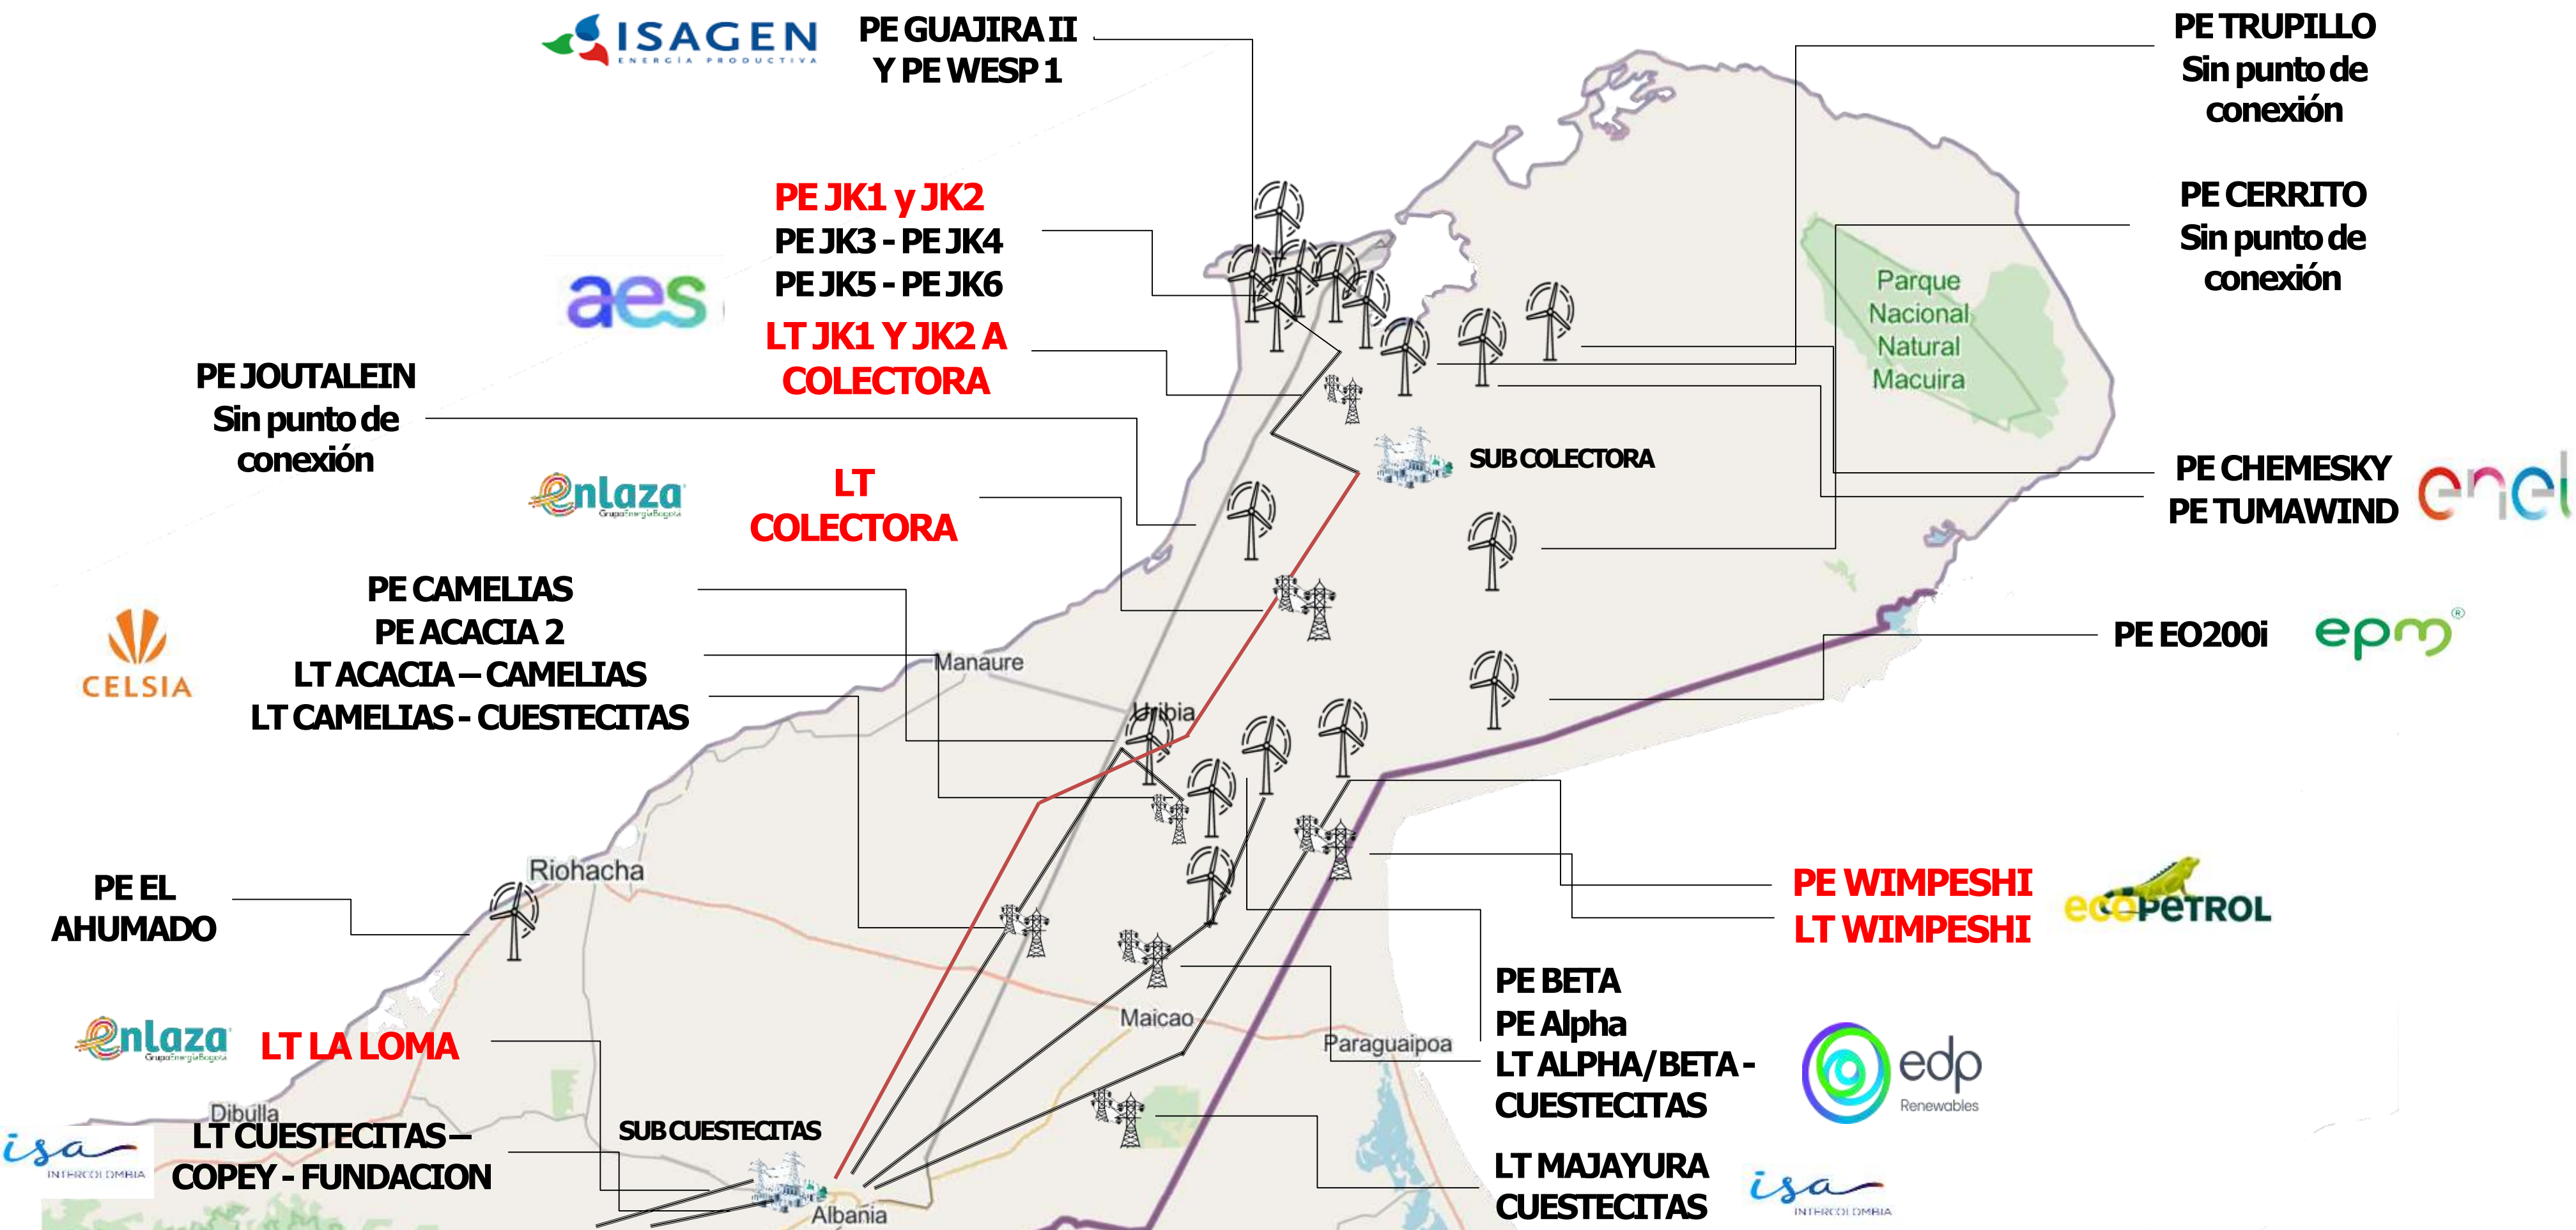 ISAGEN
ENERGÍA PRODUCTIVA
PE GUAJIRA II
Y PE WESP 1
PE TRUPILLO
Sin punto de
conexión
PE CERRITO
Sin punto de
conexión
aes
PE JK1 y JK2
PE JK3 - PE JK4
PE JK5 - PE JK6
LT JK1 Y JK2 A
COLECTORA
Parque
Nacional
Natural
Macuira
PE JOUTALEIN
Sin punto de
conexión
enlaza
GrupoEnergíaBogotá
LT
COLECTORA
SUB COLECTORA
PE CHEMESKY
PE TUMAWIND
enel
CELSIA
PE CAMELIAS
PE ACACIA 2
LT ACACIA – CAMELIAS
LT CAMELIAS - CUESTECITAS
Manaure
Uribia
PE EO200i
epm®
PE EL
AHUMADO
Riohacha
PE WIMPESHI
LT WIMPESHI
ecoPETROL
enlaza
GrupoEnergíaBogotá
LT LA LOMA
Maicao
Paraguaipoa
PE BETA
PE Alpha
LT ALPHA/BETA -
CUESTECITAS
edp
Renewables
Dibulla
isa
INTERCOLOMBIA
LT CUESTECITAS –
COPEY - FUNDACION
SUB CUESTECITAS
Albania
LT MAJAYURA
CUESTECITAS
isa
INTERCOLOMBIA